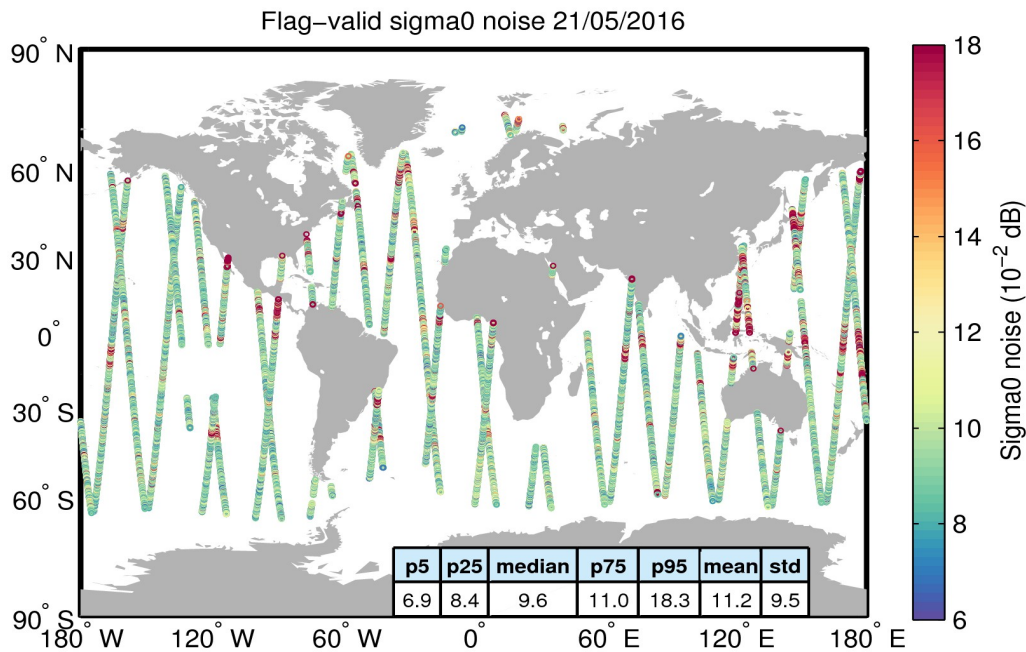 Flag−valid sigma0 noise 21/05/2016
90° N
60° N
30° N
0°
30° S
60° S
90° S
180° W
120° W
60° W
0°
60° E
120° E
180° E
p5 p25 median p75 p95 mean std
6.9 8.4 9.6 11.0 18.3 11.2 9.5
18
16
14
12
10
8
6
Sigma0 noise (10⁻² dB)